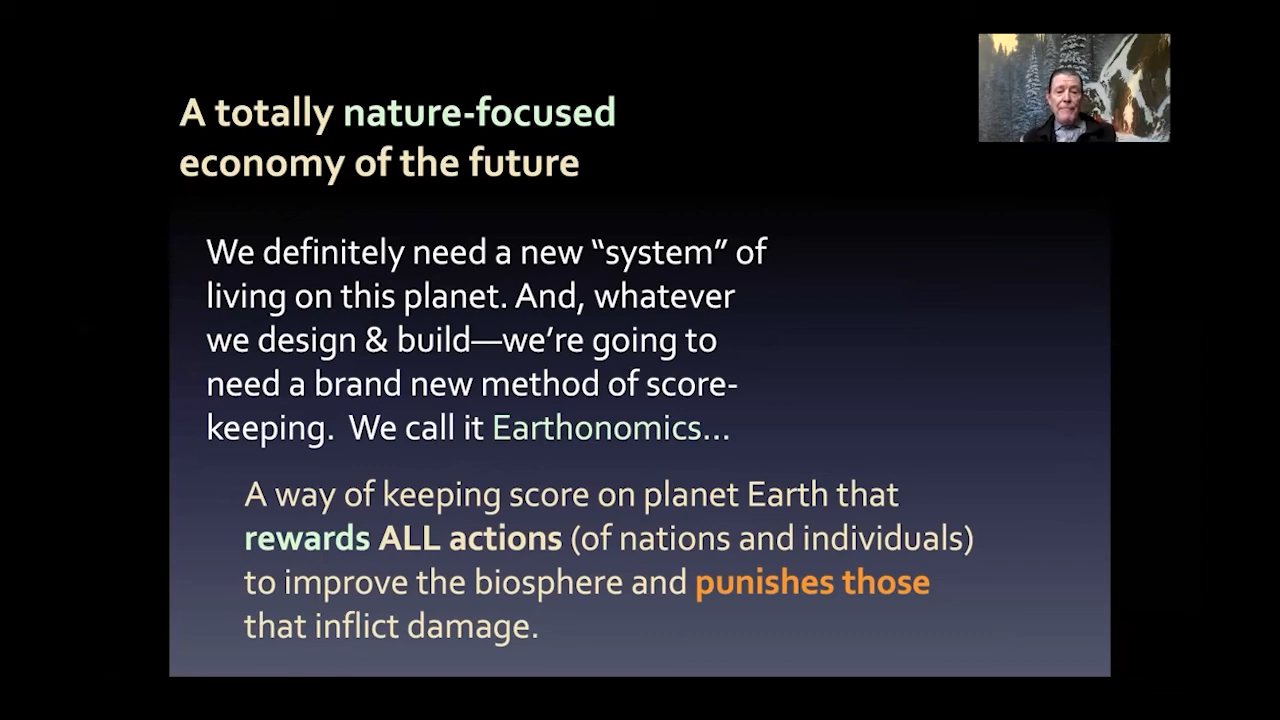 A totally nature-focused
economy of the future
We definitely need a new “system” of
living on this planet. And, whatever
we design & build—we’re going to
need a brand new method of score-
keeping.  We call it Earthonomics...
A way of keeping score on planet Earth that
rewards ALL actions (of nations and individuals)
to improve the biosphere and punishes those
that inflict damage.